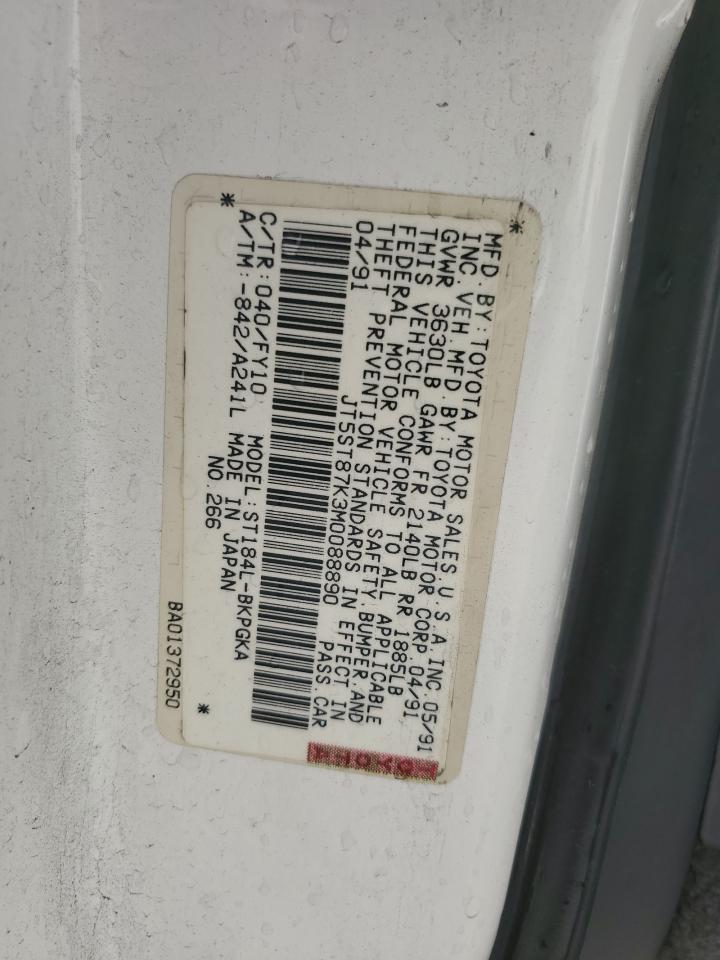 MFD.BY:TOYOTA MOTOR SALES.U.S.A INC.05/91
INC.VEH.MFD.BY:TOYOTA MOTOR CORP.04/91
GVWR 3630LB GAWR FR 2140LB RR 1885LB
THIS VEHICLE CONFORMS TO ALL APPLICABLE
FEDERAL MOTOR VEHICLE SAFETY.BUMPER.AND
THEFT PREVENTION STANDARDS IN EFFECT IN
04/91 JT5ST87K3M0088890 PASS.CAR
C/TR:040/FY10 MODEL:ST184L-BKPGKA
A/TM:-842/A241L MADE IN JAPAN
NO.266
BA01372950
TOYOTA